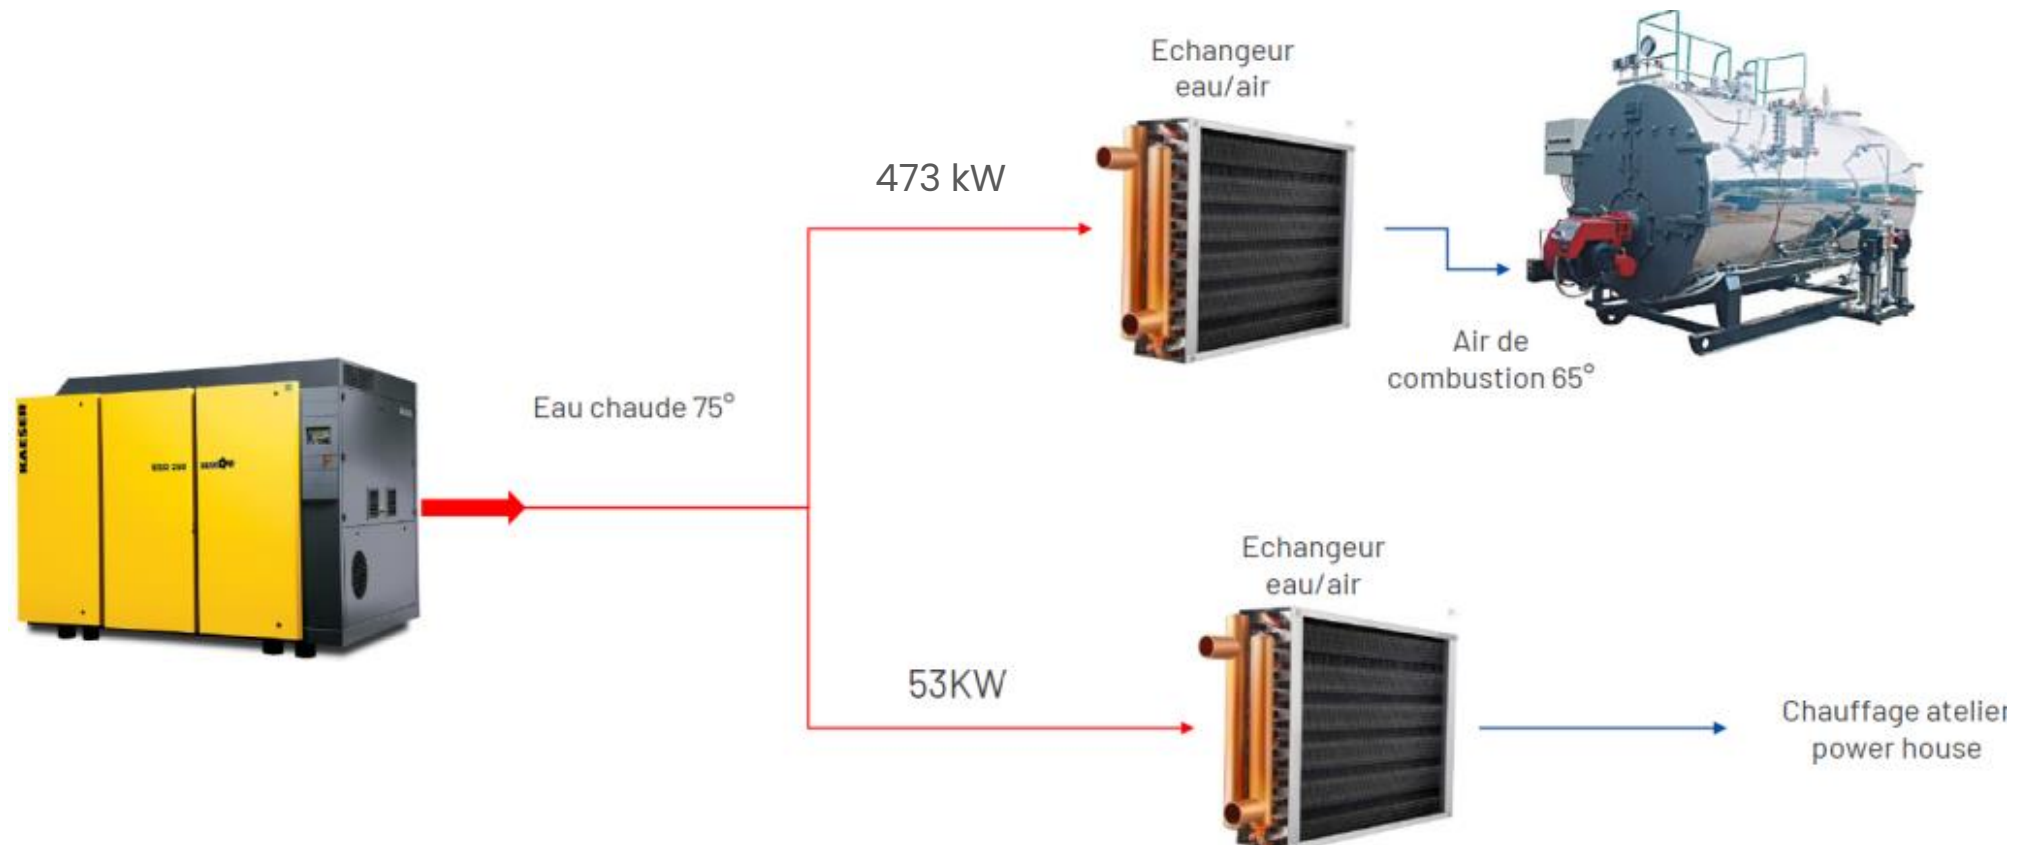 Echangeur
eau/air
473 kW
Air de
combustion 65°
Eau chaude 75°
KAESER
Echangeur
eau/air
53KW
Chauffage atelier
power house